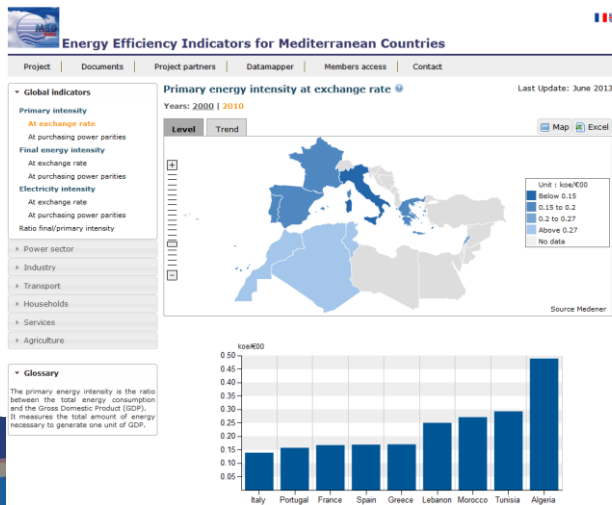 MED
Energy Efficiency Indicators for Mediterranean Countries
Project
Documents
Project partners
Datamapper
Members access
Contact
Global indicators
Primary intensity
At exchange rate
At purchasing power parities
Final energy intensity
At exchange rate
At purchasing power parities
Electricity intensity
At exchange rate
At purchasing power parities
Ratio final/primary intensity
Power sector
Industry
Transport
Households
Services
Agriculture
Glossary
The primary energy intensity is the ratio
between the total energy consumption
and the Gross Domestic Product (GDP).
It measures the total amount of energy
necessary to generate one unit of GDP.
Primary energy intensity at exchange rate
Last Update: June 2013
Years: 2000 | 2010
Level
Trend
Map
Excel
Unit : koe/€00
Below 0.15
0.15 to 0.2
0.2 to 0.27
Above 0.27
No data
Source Medener
koe/€00
0.50
0.45
0.40
0.35
0.30
0.25
0.20
0.15
0.10
0.05
Italy Portugal France Spain Greece Lebanon Morocco Tunisia Algeria